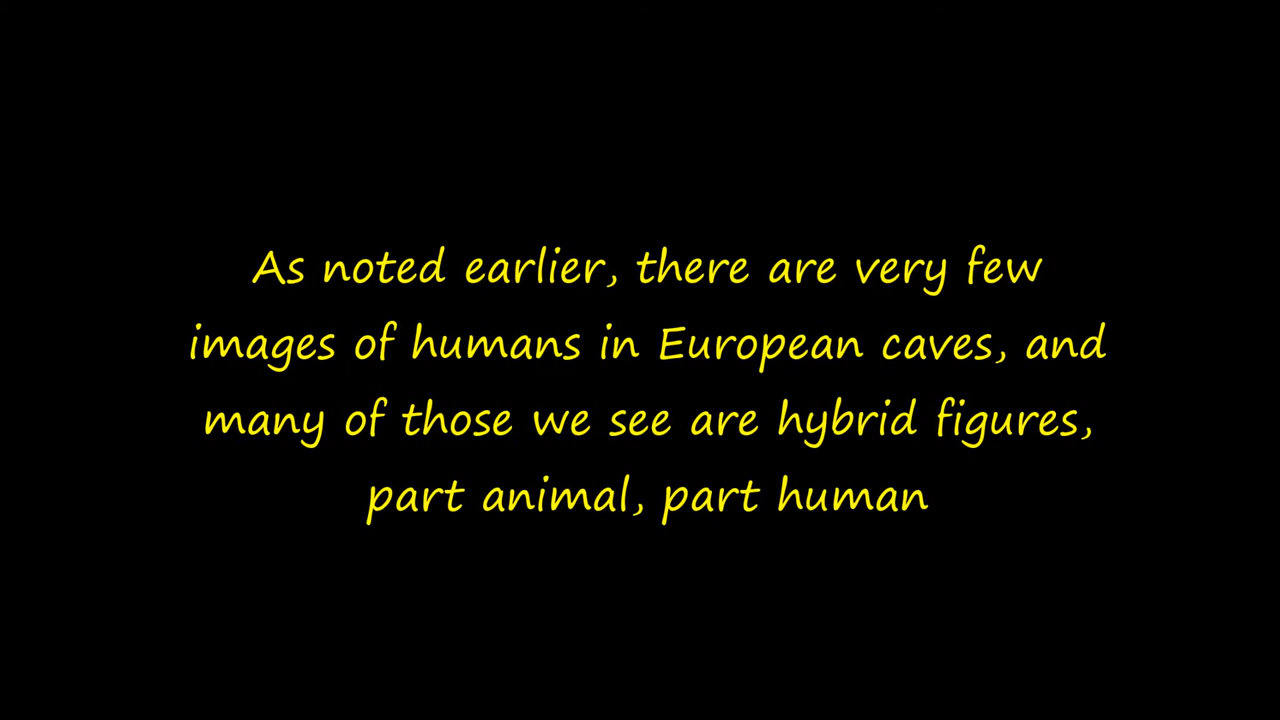 As noted earlier, there are very few
images of humans in European caves, and
many of those we see are hybrid figures,
part animal, part human